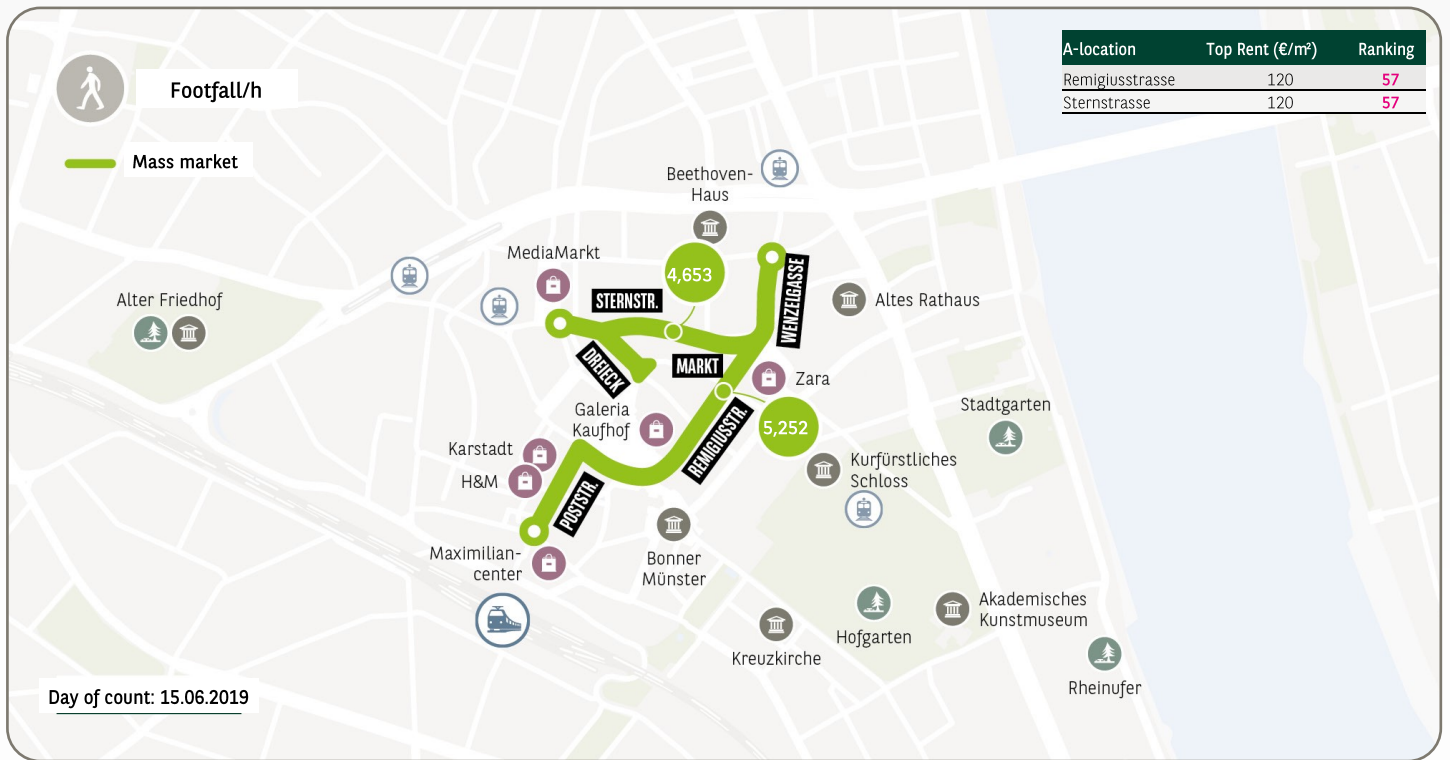 A-location Top Rent (€/m²) Ranking
Remigiusstrasse 120 57
Sternstrasse 120 57
Footfall/h
Mass market
Beethoven-
Haus
MediaMarkt
4,653
STERNSTR.
WENZELGASSE
Altes Rathaus
Alter Friedhof
DREIECK
MARKT
Zara
Galeria
Kaufhof
REMIGIUSSTR.
5,252
Stadtgarten
Karstadt
H&M
POSTSTR.
Kurfürstliches
Schloss
Maximilian-
center
Bonner
Münster
Kreuzkirche
Hofgarten
Akademisches
Kunstmuseum
Rheinufer
Day of count: 15.06.2019